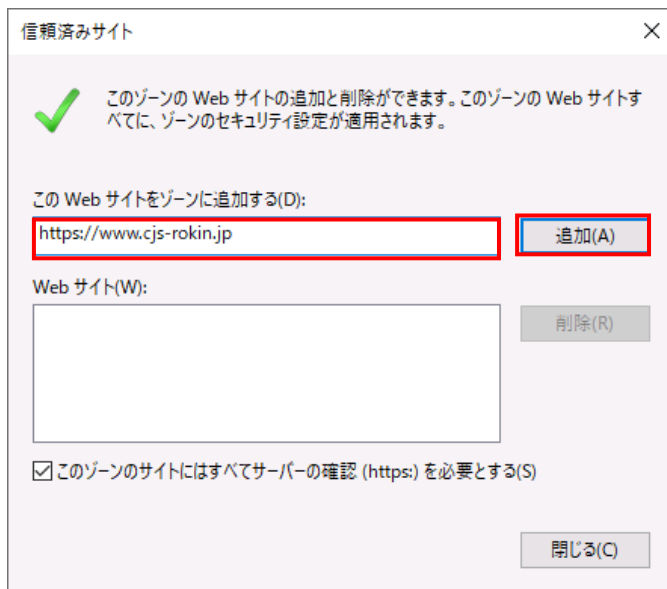 信頼済みサイト
このゾーンの Web サイトの追加と削除ができます。このゾーンの Web サイトす
べてに、ゾーンのセキュリティ設定が適用されます。
この Web サイトをゾーンに追加する(D):
https://www.cjs-rokin.jp
追加(A)
Web サイト(W):
削除(R)
このゾーンのサイトにはすべてサーバーの確認 (https:) を必要とする(S)
閉じる(C)